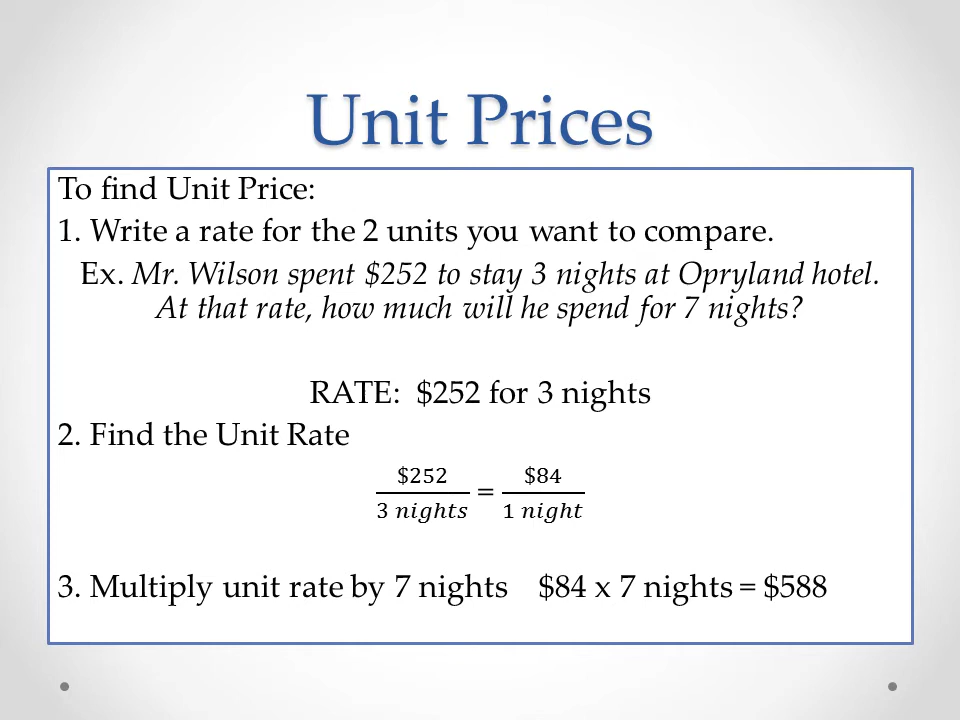 Unit Prices
To find Unit Price:
1. Write a rate for the 2 units you want to compare.
Ex. Mr. Wilson spent $252 to stay 3 nights at Opryland hotel.
At that rate, how much will he spend for 7 nights?
RATE: $252 for 3 nights
2. Find the Unit Rate
$252 / 3 nights = $84 / 1 night
3. Multiply unit rate by 7 nights $84 x 7 nights = $588